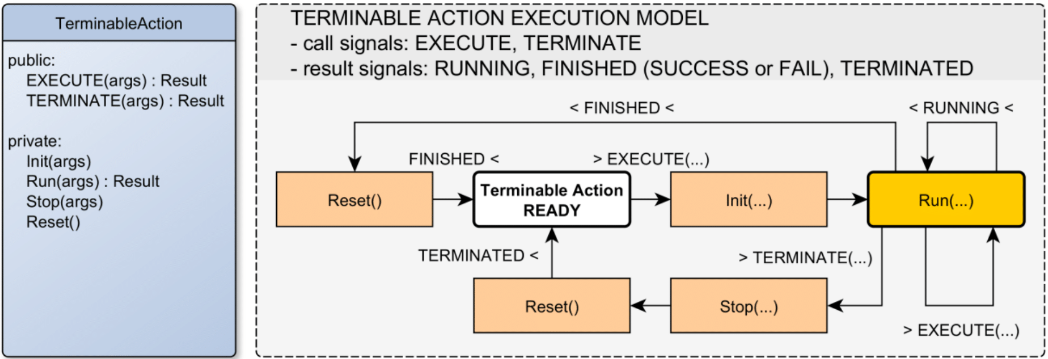 TerminableAction
public:
EXECUTE(args) : Result
TERMINATE(args) : Result
private:
Init(args)
Run(args) : Result
Stop(args)
Reset()
TERMINABLE ACTION EXECUTION MODEL
- call signals: EXECUTE, TERMINATE
- result signals: RUNNING, FINISHED (SUCCESS or FAIL), TERMINATED
< FINISHED <
< RUNNING <
FINISHED <
> EXECUTE(...)
Reset()
Terminable Action
READY
Init(...)
Run(...)
TERMINATED <
> TERMINATE(...)
Reset()
Stop(...)
> EXECUTE(...)